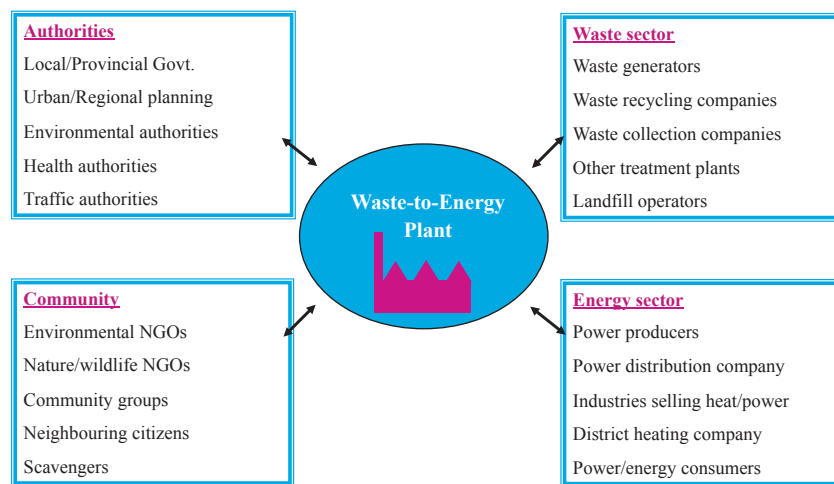 Authorities
Local/Provincial Govt.
Urban/Regional planning
Environmental authorities
Health authorities
Traffic authorities
Waste sector
Waste generators
Waste recycling companies
Waste collection companies
Other treatment plants
Landfill operators
Waste-to-Energy
Plant
Community
Environmental NGOs
Nature/wildlife NGOs
Community groups
Neighbouring citizens
Scavengers
Energy sector
Power producers
Power distribution company
Industries selling heat/power
District heating company
Power/energy consumers